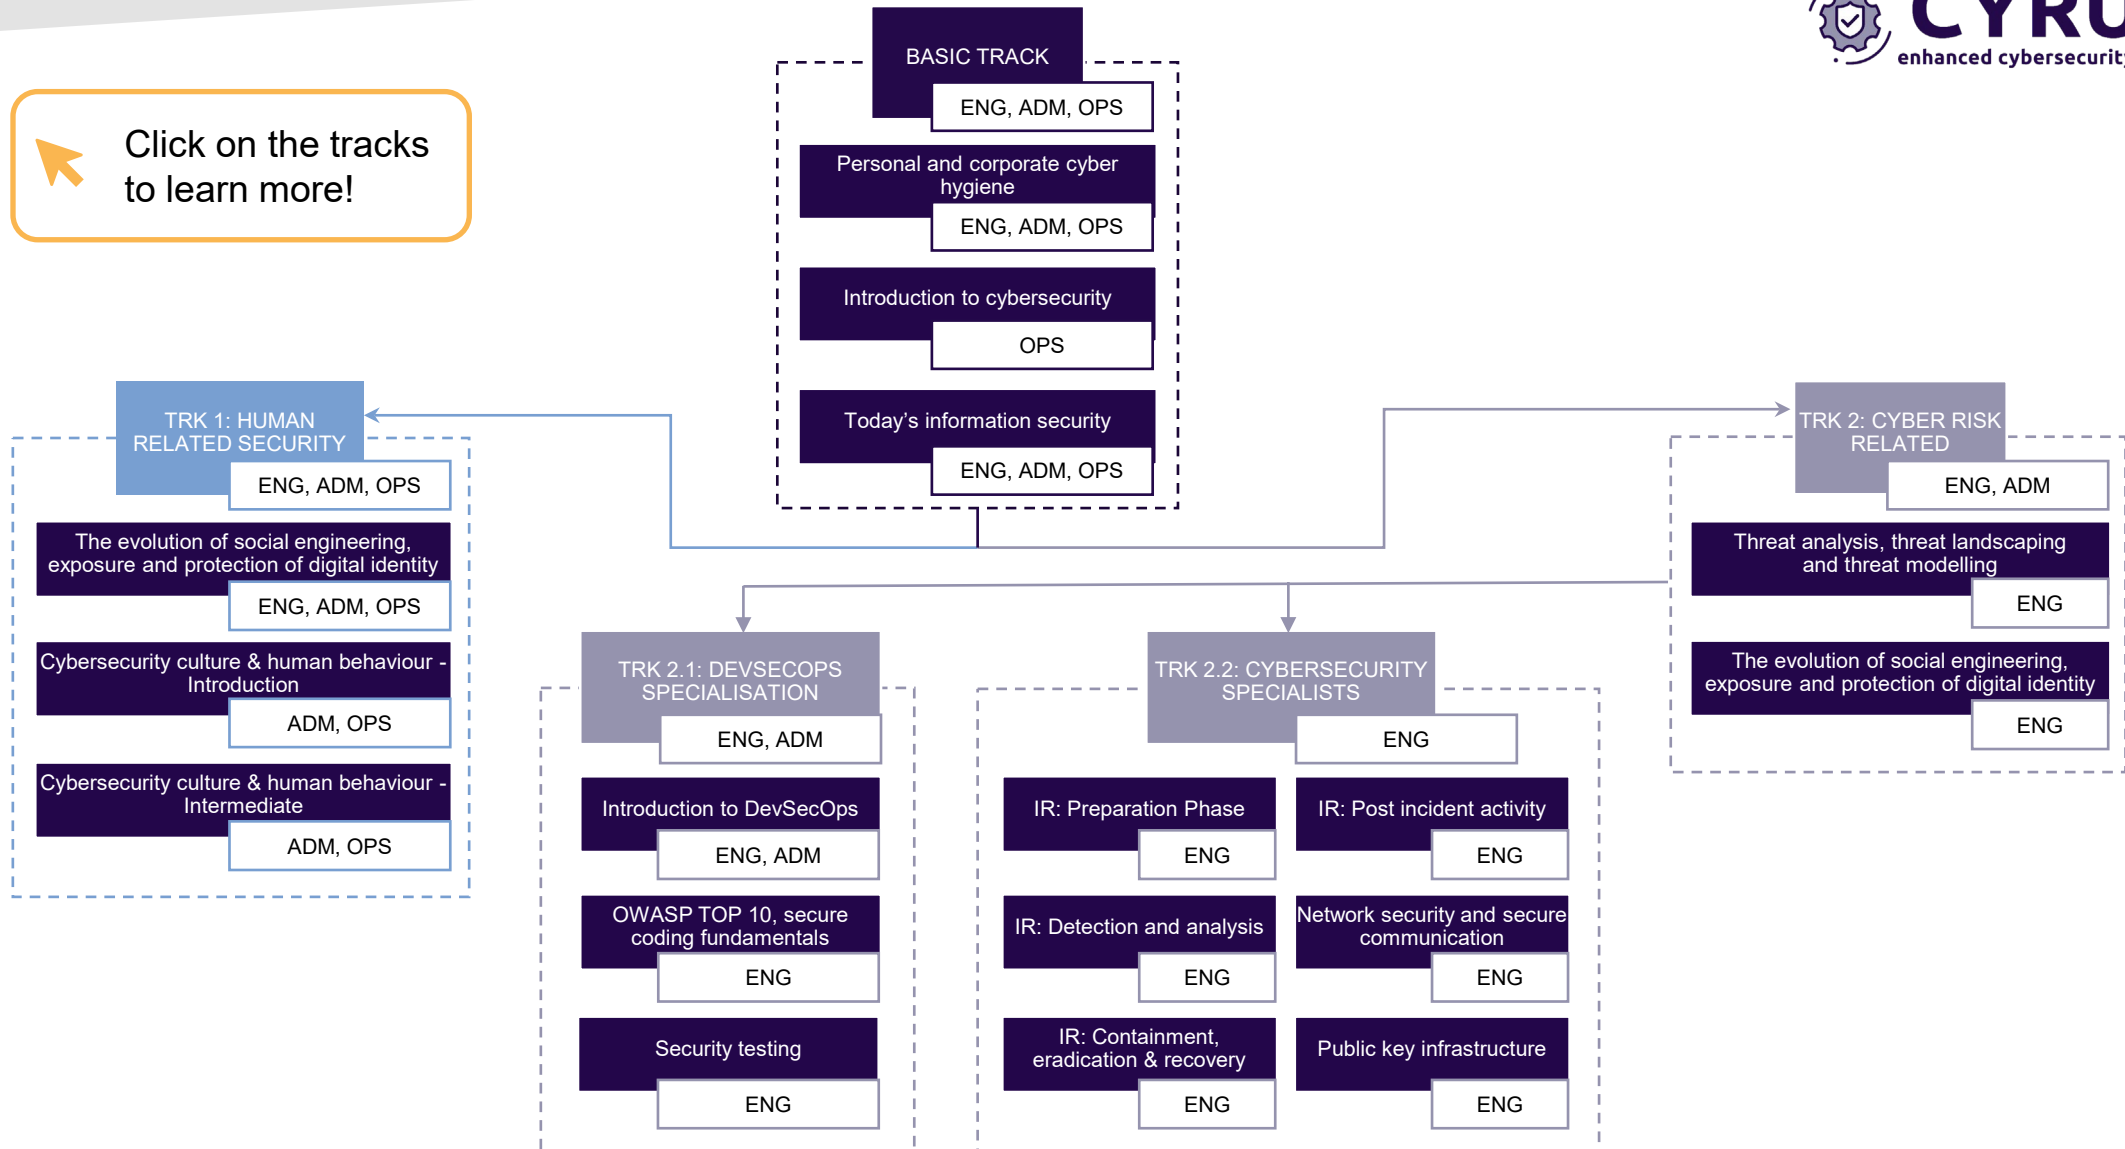 CYRU
enhanced cybersecurity
Click on the tracks
to learn more!
BASIC TRACK
ENG, ADM, OPS
Personal and corporate cyber
hygiene
ENG, ADM, OPS
Introduction to cybersecurity
OPS
Today's information security
ENG, ADM, OPS
TRK 1: HUMAN
RELATED SECURITY
ENG, ADM, OPS
The evolution of social engineering,
exposure and protection of digital identity
ENG, ADM, OPS
Cybersecurity culture & human behaviour -
Introduction
ADM, OPS
Cybersecurity culture & human behaviour -
Intermediate
ADM, OPS
TRK 2: CYBER RISK
RELATED
ENG, ADM
Threat analysis, threat landscaping
and threat modelling
ENG
The evolution of social engineering,
exposure and protection of digital identity
ENG
TRK 2.1: DEVSECOPS
SPECIALISATION
ENG, ADM
Introduction to DevSecOps
ENG, ADM
OWASP TOP 10, secure
coding fundamentals
ENG
Security testing
ENG
TRK 2.2: CYBERSECURITY
SPECIALISTS
ENG
IR: Preparation Phase
ENG
IR: Detection and analysis
ENG
IR: Containment,
eradication & recovery
ENG
IR: Post incident activity
ENG
Network security and secure
communication
ENG
Public key infrastructure
ENG